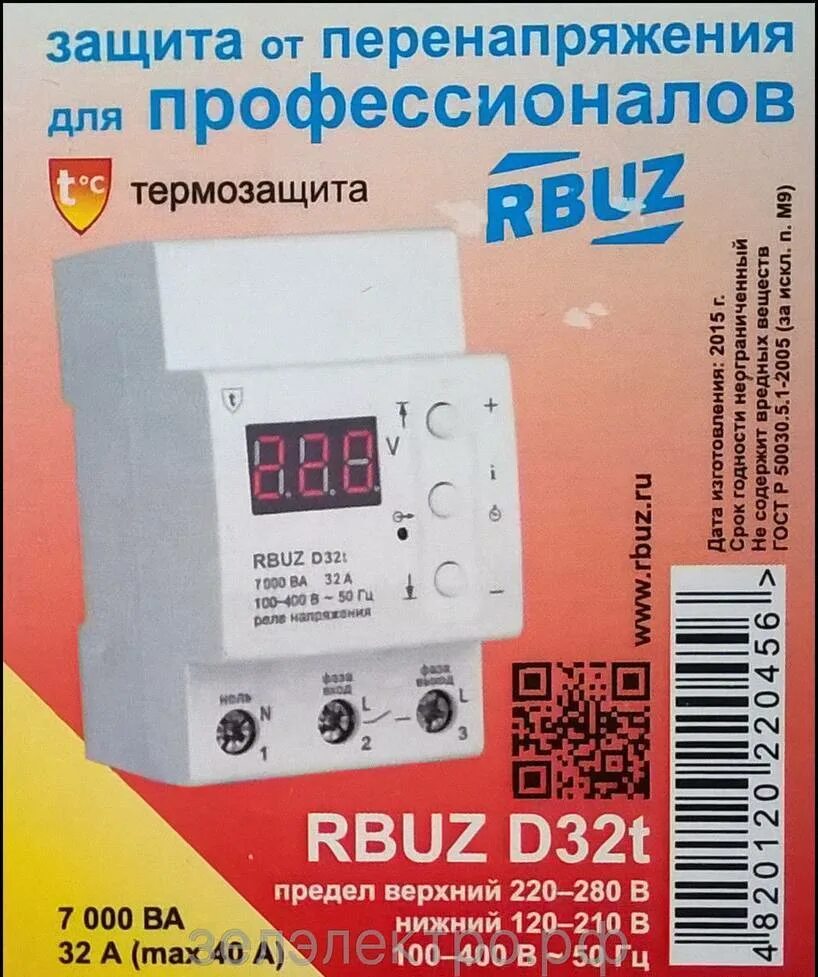 защита от перенапряжения
для профессионалов
t°C термозащита
RBUZ
t
220
V
+
i
−
RBUZ D32t
7000 ВА 32 А
100–400 В ~ 50 Гц
реле напряжения
ноль
N
1
фаза
вход
L
2
фаза
выход
L
3
www.rbuz.ru
Дата изготовления: 2015 г.
Срок годности неограниченный
Не содержит вредных веществ
ГОСТ Р 50030.5.1-2005 (за искл. п. М9)
4 820120 220456 >
RBUZ D32t
предел верхний 220–280 В
нижний 120–210 В
100–400 В ~ 50 Гц
7 000 ВА
32 А (max 40 А)
зелэлектро.рф